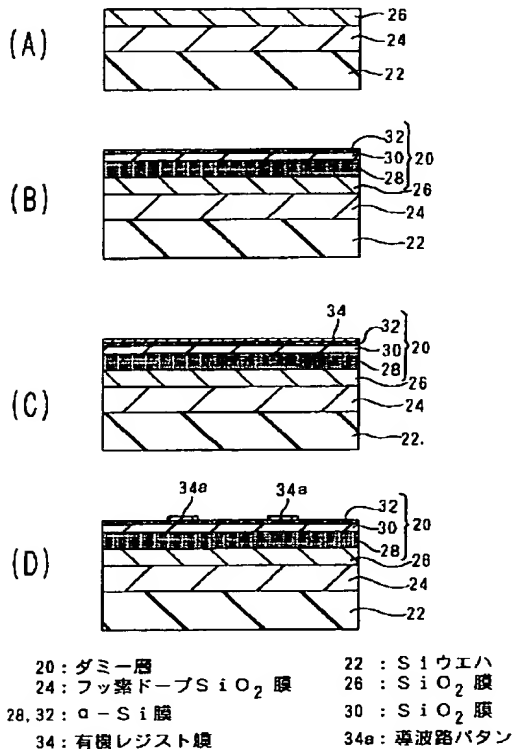 (A)
26
24
22
(B)
32
30
28
20
26
24
22
(C)
34
32
30
28
20
26
24
22.
(D)
34a
34a
32
30
28
20
26
24
22
20：ダミー層
22：Siウエハ
24：フッ素ドープSiO₂膜
26：SiO₂膜
28,32：α-Si膜
30：SiO₂膜
34：有機レジスト膜
34a：導波路パタン